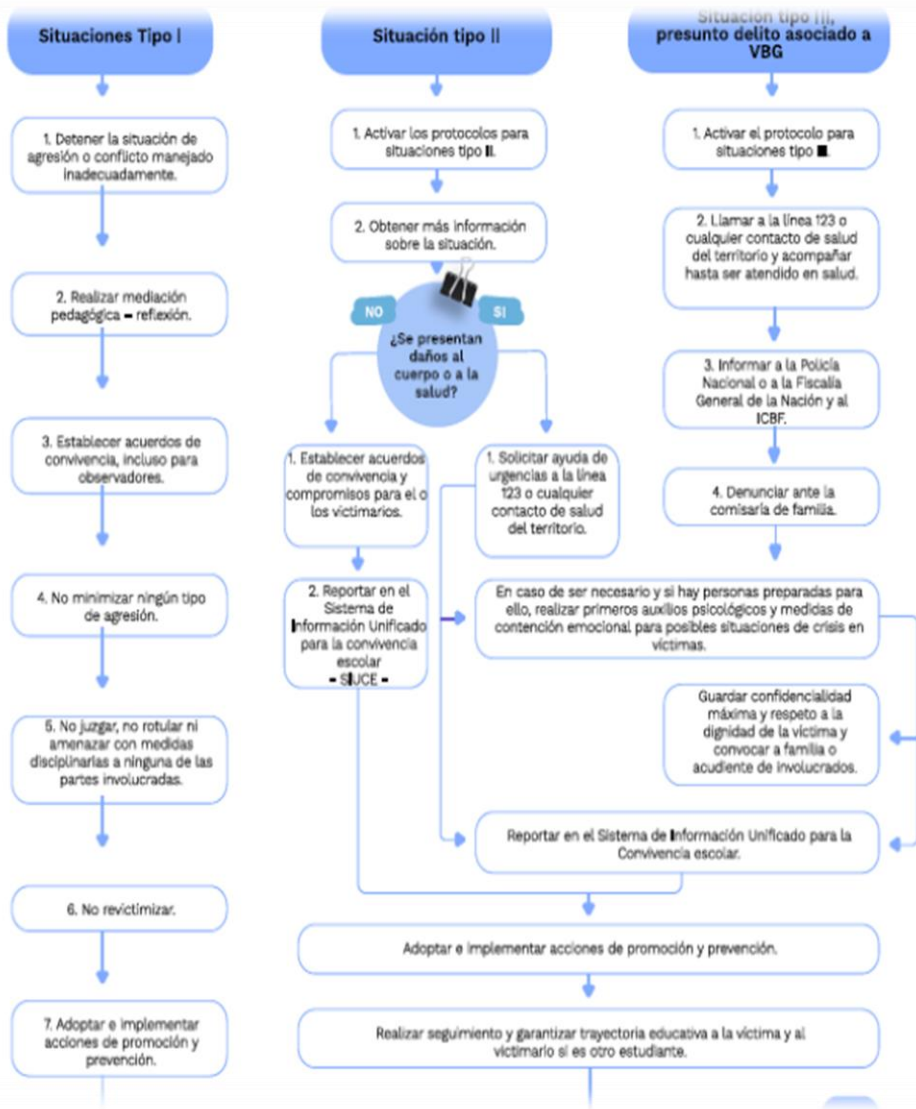 Situaciones Tipo I
1. Detener la situación de
agresión o conflicto manejado
inadecuadamente.
2. Realizar mediación
pedagógica - reflexión.
3. Establecer acuerdos de
convivencia, incluso para
observadores.
4. No minimizar ningún tipo
de agresión.
5. No juzgar, no rotular ni
amenazar con medidas
disciplinarias a ninguna de las
partes involucradas.
6. No revictimizar.
7. Adoptar e implementar
acciones de promoción y
prevención.
Situación tipo II
1. Activar los protocolos para
situaciones tipo II.
2. Obtener más información
sobre la situación.
NO
SI
¿Se presentan
daños al
cuerpo o a la
salud?
1. Establecer acuerdos
de convivencia y
compromisos para el o
los victimarios.
2. Reportar en el
Sistema de
Información Unificado
para la convivencia
escolar
- SIUCE -
1. Solicitar ayuda de
urgencias a la línea
123 o cualquier
contacto de salud
del territorio.
Situación tipo III,
presunto delito asociado a
VBG
1. Activar el protocolo para
situaciones tipo III.
2. Llamar a la línea 123 o
cualquier contacto de salud
del territorio y acompañar
hasta ser atendido en salud.
3. Informar a la Policía
Nacional o a la Fiscalía
General de la Nación y al
ICBF.
4. Denunciar ante la
comisaría de familia.
En caso de ser necesario y si hay personas preparadas para
ello, realizar primeros auxilios psicológicos y medidas de
contención emocional para posibles situaciones de crisis en
víctimas.
Guardar confidencialidad
máxima y respeto a la
dignidad de la víctima y
convocar a familia o
acudiente de involucrados.
Reportar en el Sistema de Información Unificado para la
Convivencia escolar.
Adoptar e implementar acciones de promoción y prevención.
Realizar seguimiento y garantizar trayectoria educativa a la víctima y al
victimario si es otro estudiante.